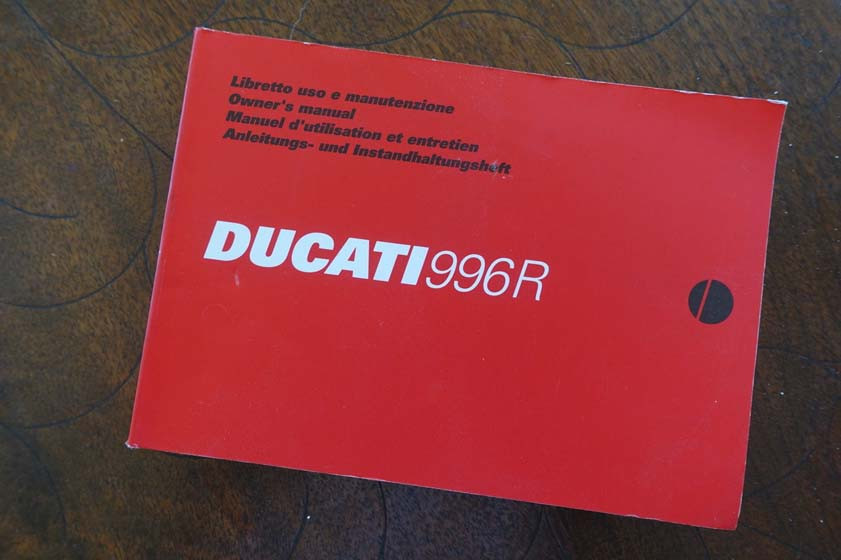 Libretto uso e manutenzione
Owner's manual
Manuel d'utilisation et entretien
Anleitungs- und Instandhaltungsheft
DUCATI996R